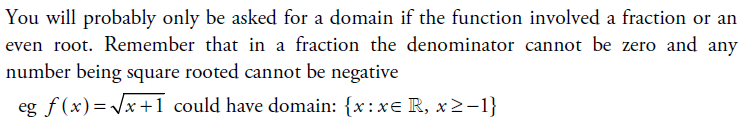 You will probably only be asked for a domain if the function involved a fraction or an
even root. Remember that in a fraction the denominator cannot be zero and any
number being square rooted cannot be negative
eg f(x)=√x+1 could have domain: {x:x∈ ℝ, x≥−1}